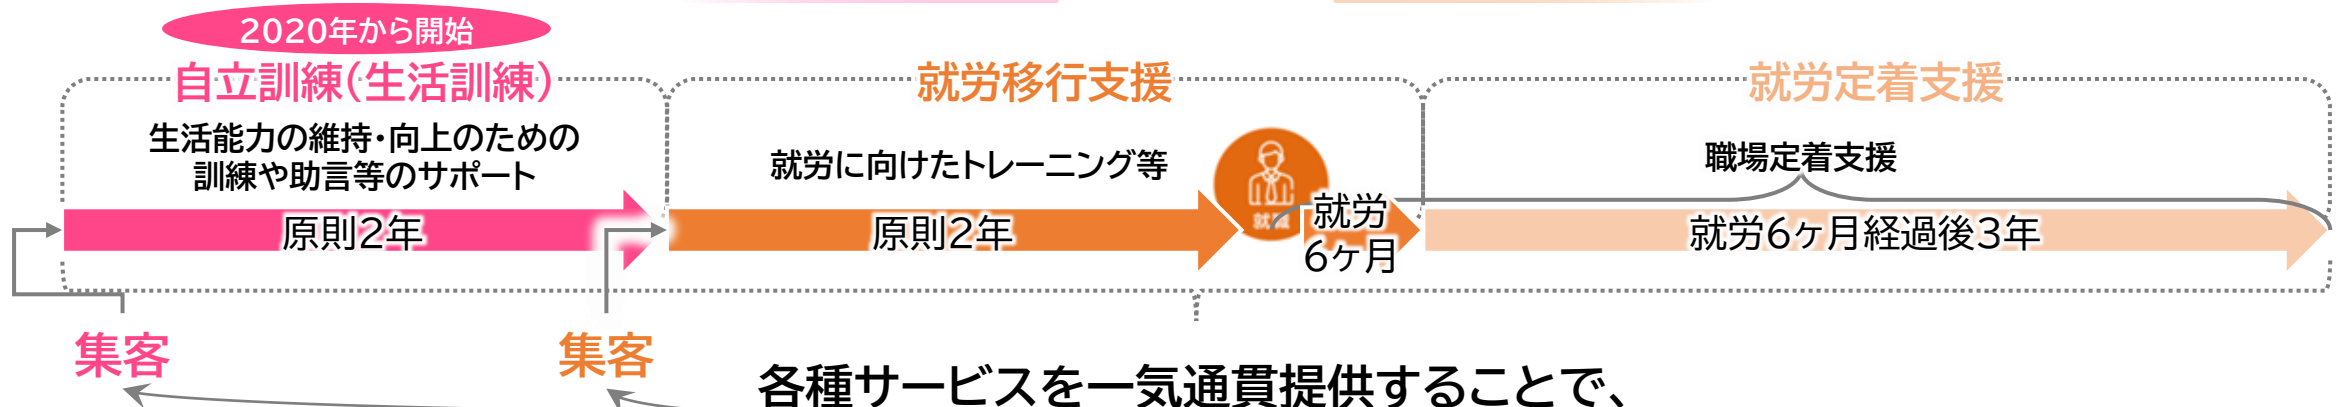 2020年から開始
自立訓練(生活訓練)
生活能力の維持・向上のための
訓練や助言等のサポート
原則2年
就労移行支援
就労に向けたトレーニング等
原則2年
就職
就労
6ヶ月
就労定着支援
職場定着支援
就労6ヶ月経過後3年
集客
集客
各種サービスを一気通貫提供することで、